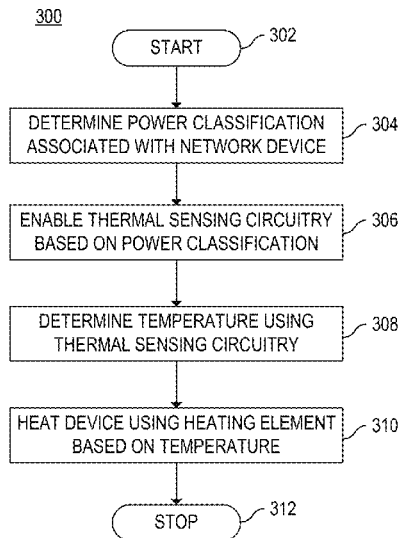 300
START
302
DETERMINE POWER CLASSIFICATION
ASSOCIATED WITH NETWORK DEVICE
304
ENABLE THERMAL SENSING CIRCUITRY
BASED ON POWER CLASSIFICATION
306
DETERMINE TEMPERATURE USING
THERMAL SENSING CIRCUITRY
308
HEAT DEVICE USING HEATING ELEMENT
BASED ON TEMPERATURE
310
STOP
312